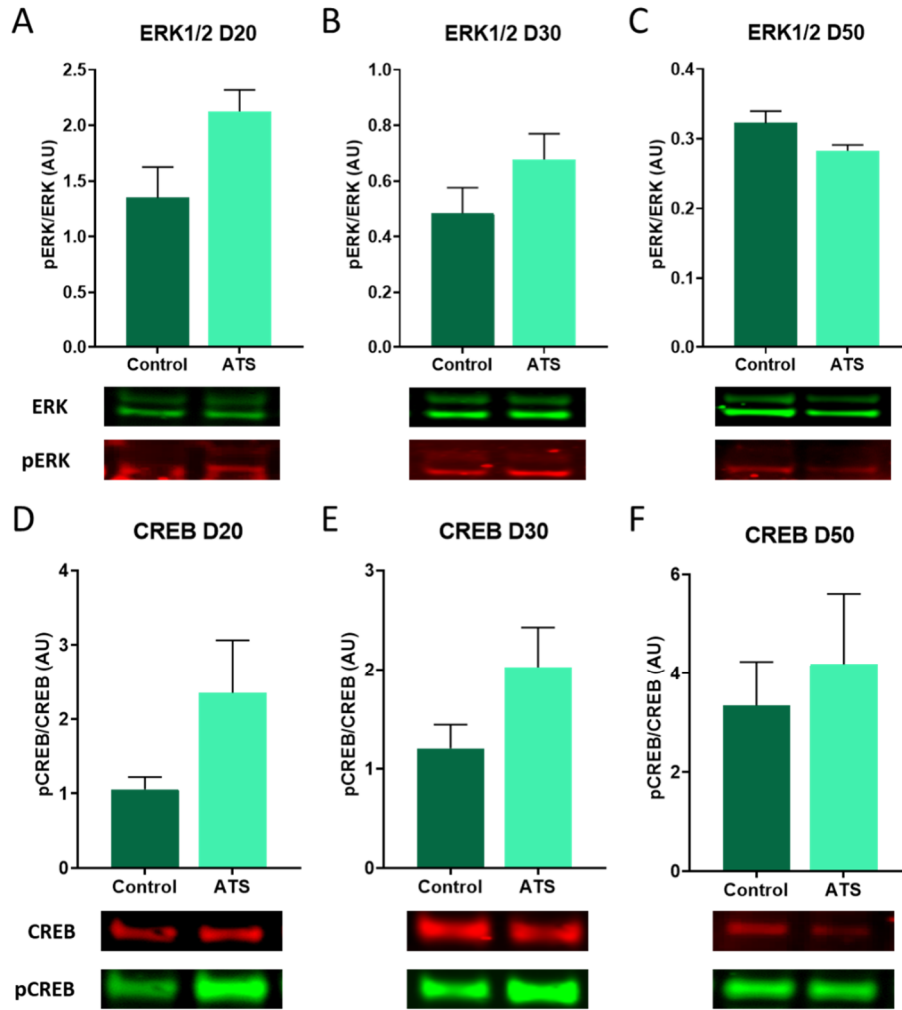 A
ERK1/2 D20
pERK/ERK (AU)
2.5
2.0
1.5
1.0
0.5
0.0
Control ATS
B
ERK1/2 D30
pERK/ERK (AU)
1.0
0.8
0.6
0.4
0.2
0.0
Control ATS
C
ERK1/2 D50
pERK/ERK (AU)
0.4
0.3
0.2
0.1
0.0
Control ATS
ERK
pERK
D
CREB D20
pCREB/CREB (AU)
4
3
2
1
0
Control ATS
E
CREB D30
pCREB/CREB (AU)
3
2
1
0
Control ATS
F
CREB D50
pCREB/CREB (AU)
6
4
2
0
Control ATS
CREB
pCREB